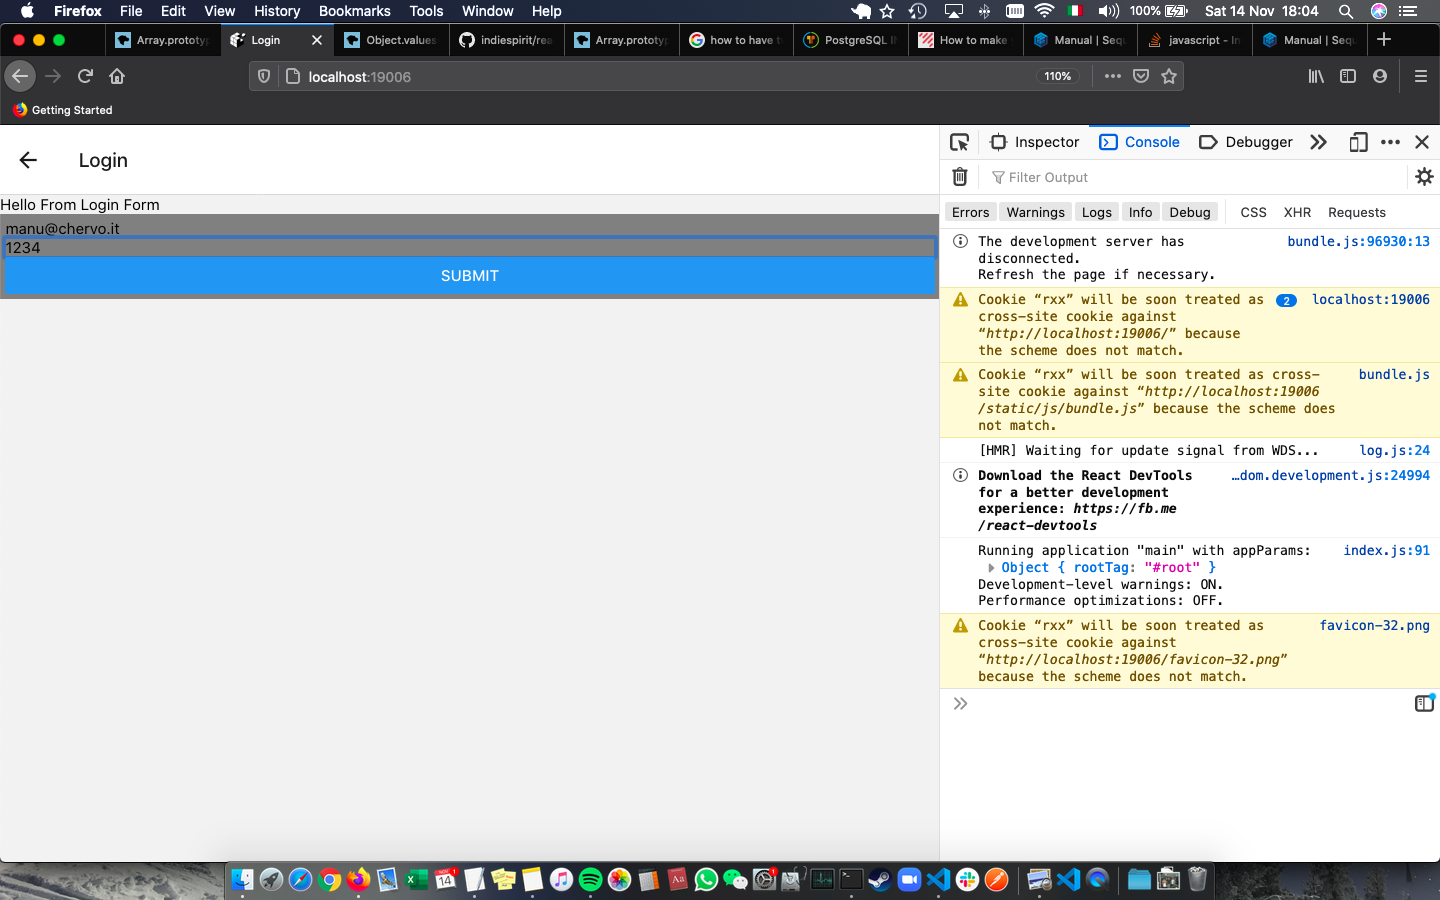 Firefox File Edit View History Bookmarks Tools Window Help 100% Sat 14 Nov 18:04
Array.prototyp Login Object.values indiespirit/rea Array.prototyp how to have t PostgreSQL I How to make Manual | Sequ javascript - In Manual | Sequ
localhost:19006 110%
Getting Started
Login
Hello From Login Form
manu@chervo.it
1234
SUBMIT
Inspector Console Debugger
Filter Output
Errors Warnings Logs Info Debug CSS XHR Requests
The development server has bundle.js:96930:13
disconnected.
Refresh the page if necessary.
Cookie “rxx” will be soon treated as 2 localhost:19006
cross-site cookie against
“http://localhost:19006/” because
the scheme does not match.
Cookie “rxx” will be soon treated as cross- bundle.js
site cookie against “http://localhost:19006
/static/js/bundle.js” because the scheme does
not match.
[HMR] Waiting for update signal from WDS... log.js:24
Download the React DevTools …dom.development.js:24994
for a better development
experience: https://fb.me
/react-devtools
Running application "main" with appParams: index.js:91
Object { rootTag: "#root" }
Development-level warnings: ON.
Performance optimizations: OFF.
Cookie “rxx” will be soon treated as favicon-32.png
cross-site cookie against
“http://localhost:19006/favicon-32.png”
because the scheme does not match.